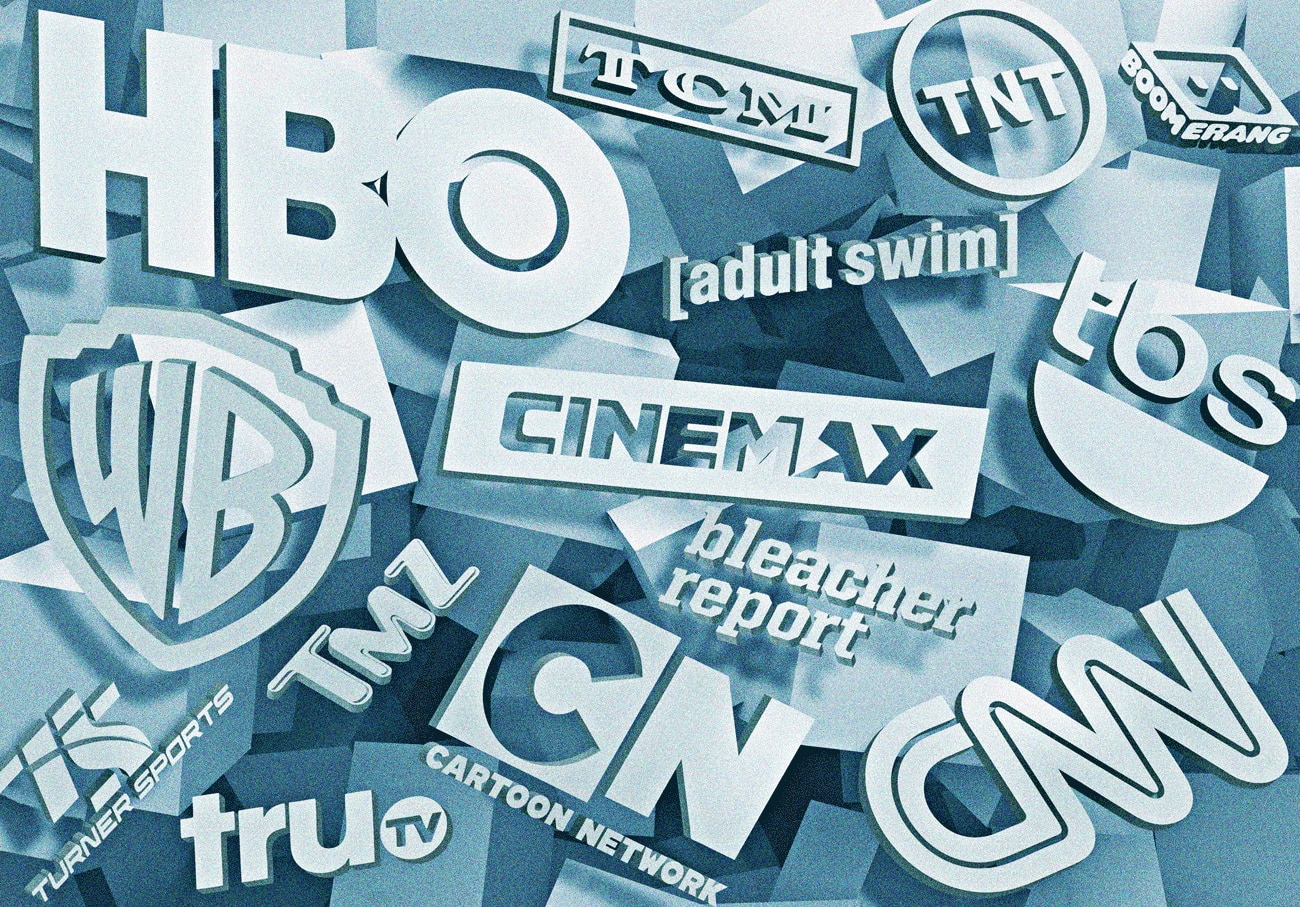 HBO
TCM
TNT
BOOMERANG
[adult swim]
tbs
WB
CINEMAX
bleacher
report
TMZ
CN
CARTOON NETWORK
CNN
TS
TURNER SPORTS
tru TV